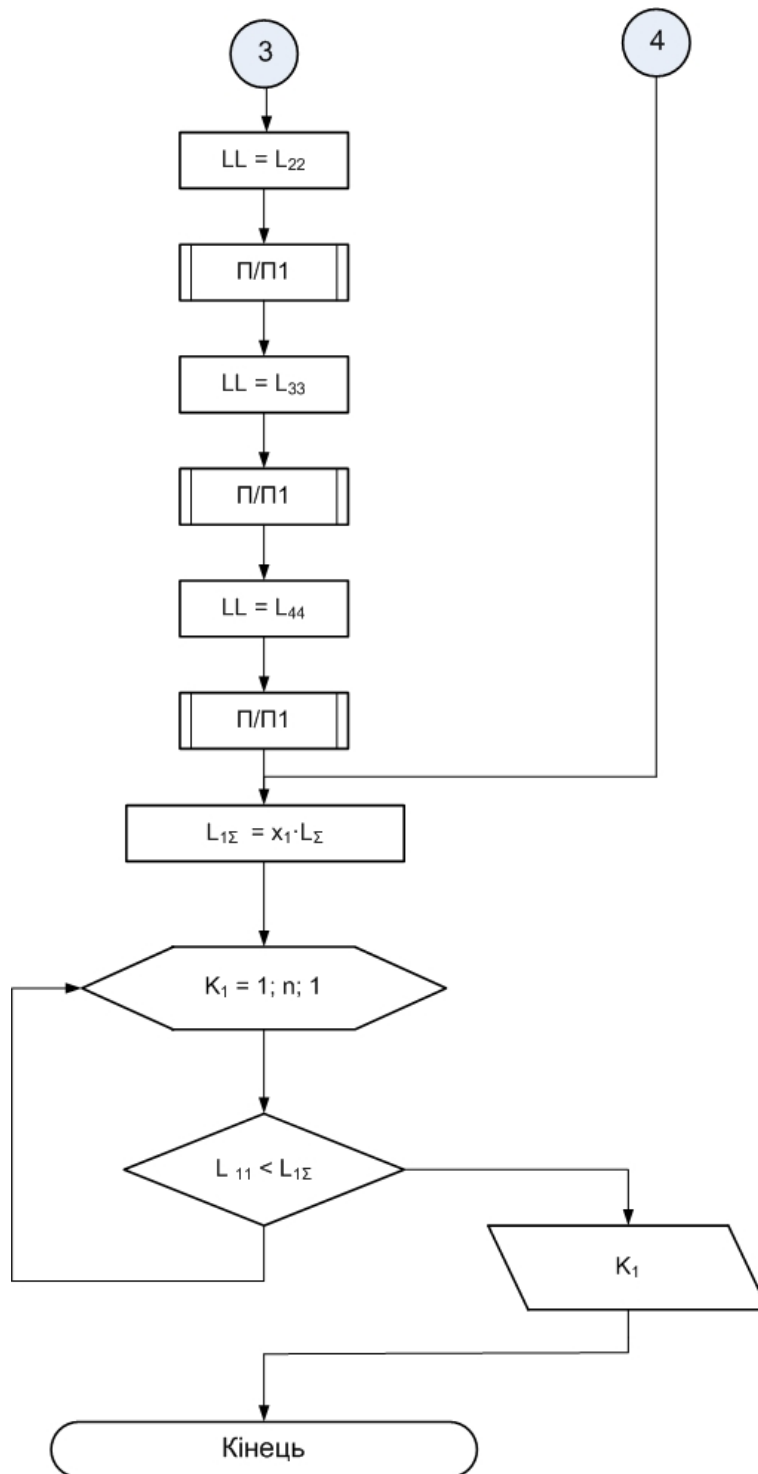 3
4
LL = L₂₂
П/П1
LL = L₃₃
П/П1
LL = L₄₄
П/П1
L₁Σ = x₁·LΣ
K₁ = 1; n; 1
L ₁₁ < L₁Σ
K₁
Кінець